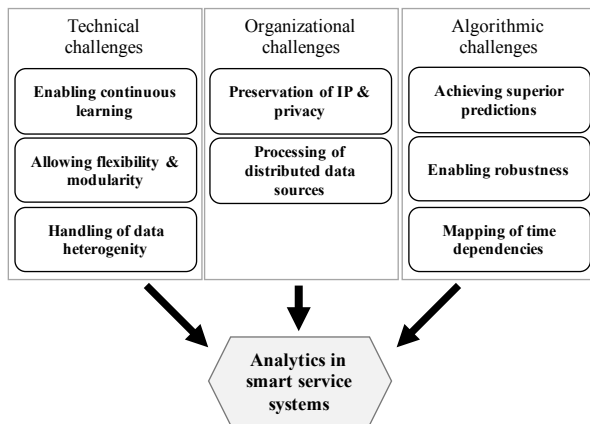 Technical
challenges
Enabling continuous
learning
Allowing flexibility & 
modularity
Handling of data
heterogenity
Organizational
challenges
Preservation of IP &
privacy
Processing of
distributed data
sources
Algorithmic
challenges
Achieving superior
predictions
Enabling robustness
Mapping of time
dependencies
Analytics in
smart service
systems